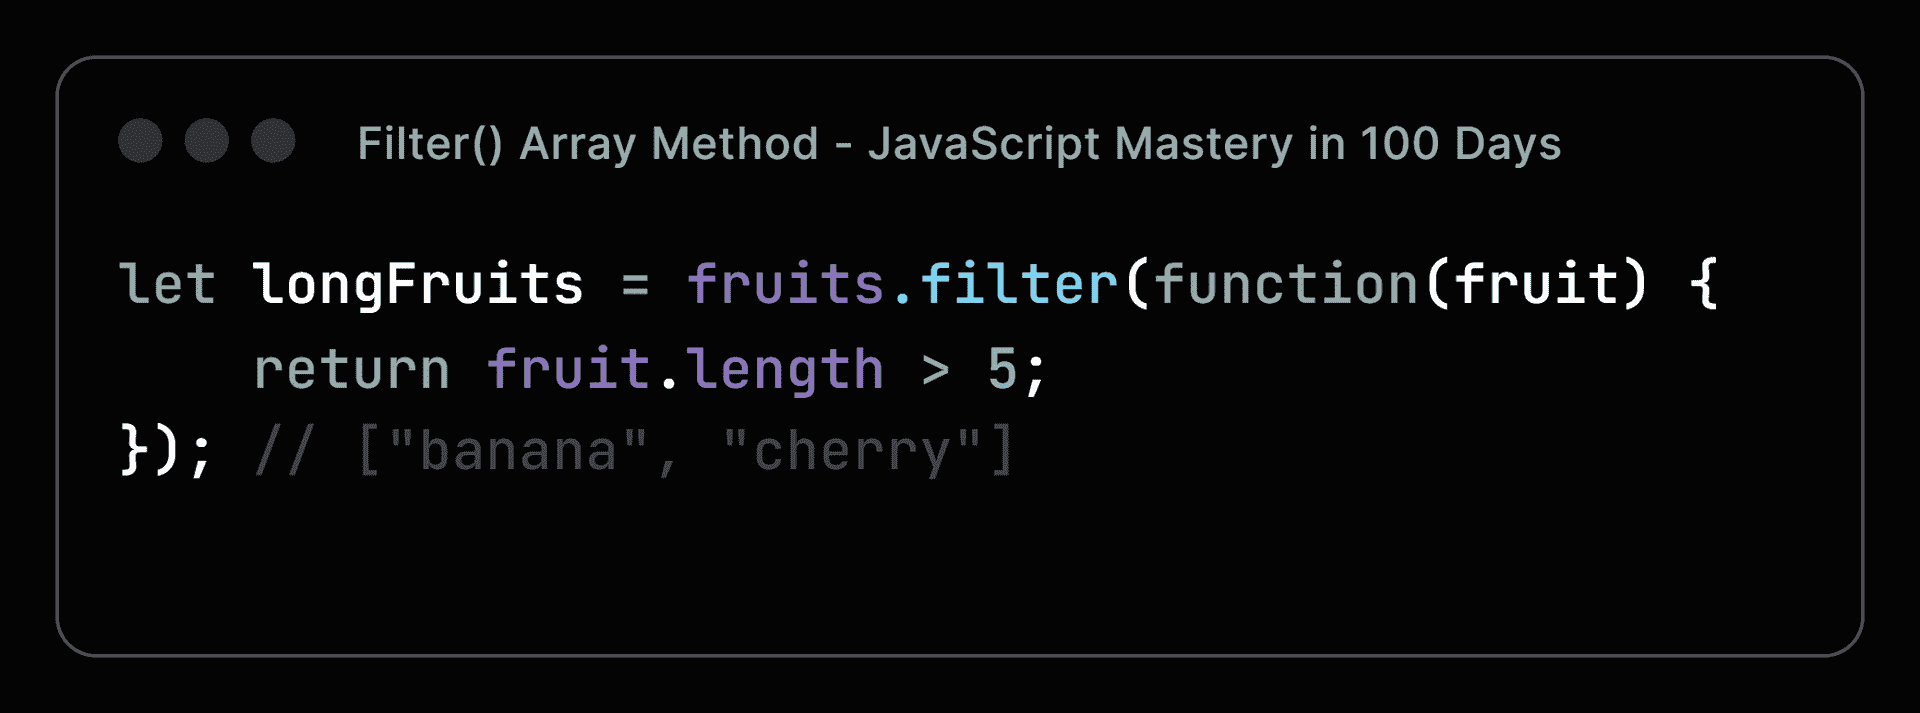 Filter() Array Method - JavaScript Mastery in 100 Days
let longFruits = fruits.filter(function(fruit) {
    return fruit.length > 5;
}); // ["banana", "cherry"]